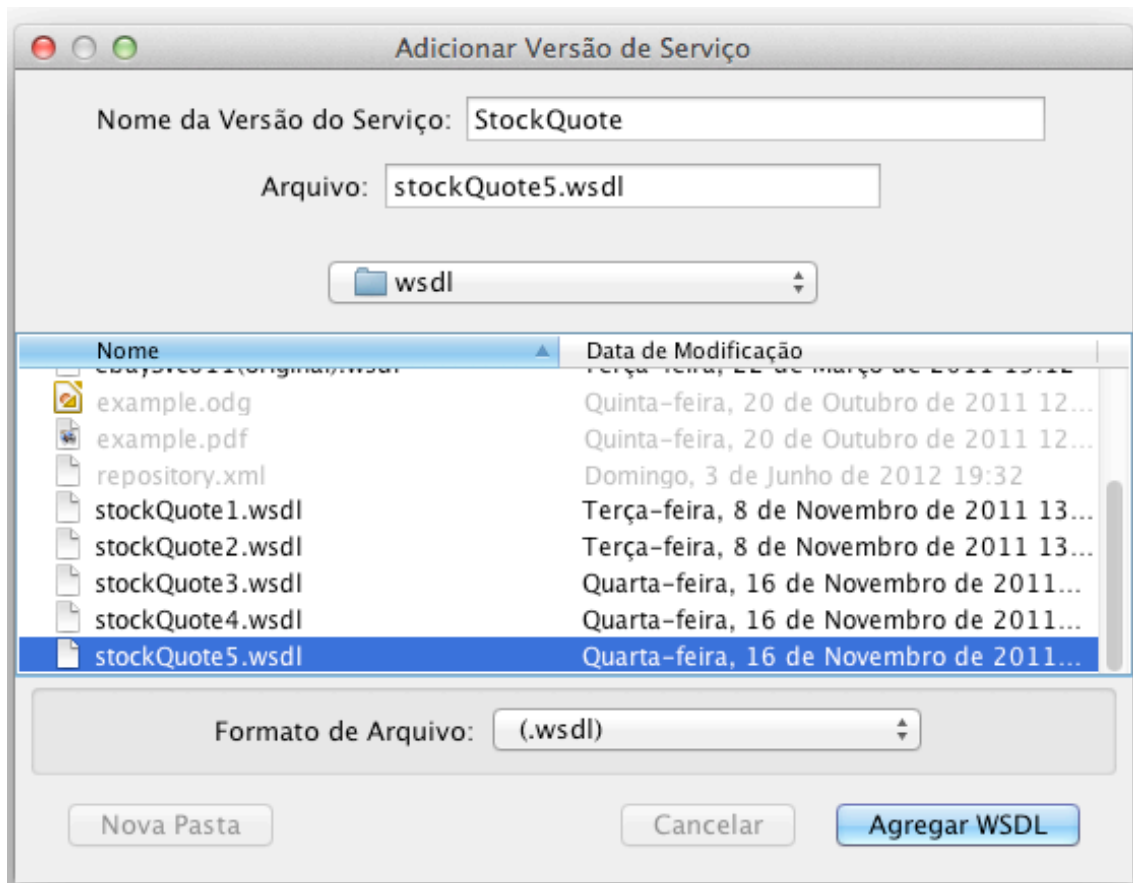 Adicionar Versão de Serviço
Nome da Versão do Serviço: StockQuote
Arquivo: stockQuote5.wsdl
wsdl
Nome Data de Modificação
example.odg Quinta-feira, 20 de Outubro de 2011 12...
example.pdf Quinta-feira, 20 de Outubro de 2011 12...
repository.xml Domingo, 3 de Junho de 2012 19:32
stockQuote1.wsdl Terça-feira, 8 de Novembro de 2011 13...
stockQuote2.wsdl Terça-feira, 8 de Novembro de 2011 13...
stockQuote3.wsdl Quarta-feira, 16 de Novembro de 2011...
stockQuote4.wsdl Quarta-feira, 16 de Novembro de 2011...
stockQuote5.wsdl Quarta-feira, 16 de Novembro de 2011...
Formato de Arquivo: (.wsdl)
Nova Pasta Cancelar Agregar WSDL